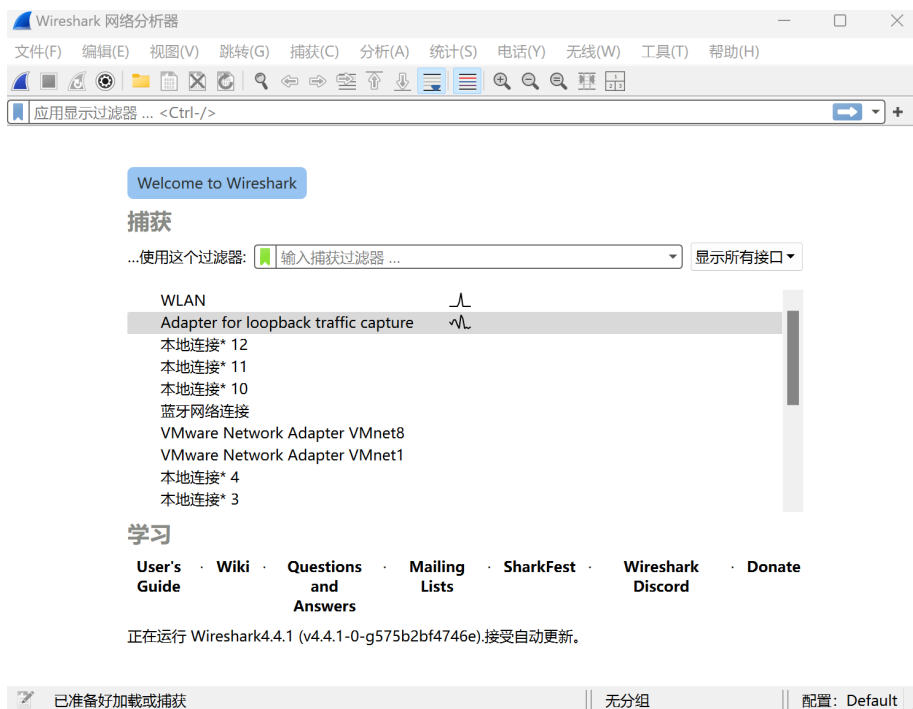 Wireshark 网络分析器
文件(F) 编辑(E) 视图(V) 跳转(G) 捕获(C) 分析(A) 统计(S) 电话(Y) 无线(W) 工具(T) 帮助(H)
应用显示过滤器 … <Ctrl-/>
Welcome to Wireshark
捕获
…使用这个过滤器: 输入捕获过滤器 … 显示所有接口
WLAN
Adapter for loopback traffic capture
本地连接* 12
本地连接* 11
本地连接* 10
蓝牙网络连接
VMware Network Adapter VMnet8
VMware Network Adapter VMnet1
本地连接* 4
本地连接* 3
学习
User's Guide · Wiki · Questions and Answers · Mailing Lists · SharkFest · Wireshark Discord · Donate
正在运行 Wireshark4.4.1 (v4.4.1-0-g575b2bf4746e).接受自动更新。
已准备好加载或捕获 无分组 配置：Default